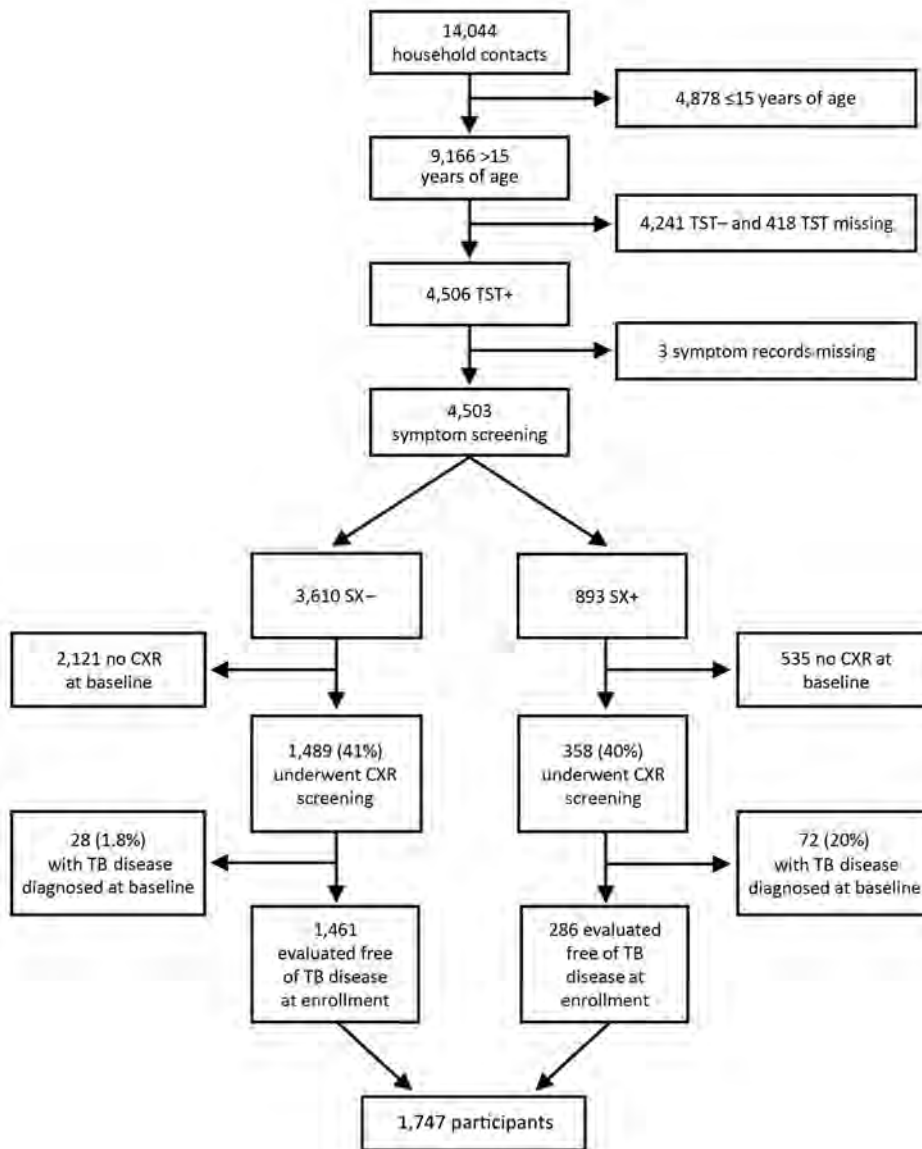 14,044
household contacts
4,878 ≤15 years of age
9,166 >15
years of age
4,241 TST– and 418 TST missing
4,506 TST+
3 symptom records missing
4,503
symptom screening
3,610 SX–
893 SX+
2,121 no CXR
at baseline
535 no CXR at
baseline
1,489 (41%)
underwent CXR
screening
358 (40%)
underwent CXR
screening
28 (1.8%)
with TB disease
diagnosed at baseline
72 (20%)
with TB disease
diagnosed at baseline
1,461
evaluated free
of TB disease
at enrollment
286 evaluated
free of TB
disease at
enrollment
1,747 participants